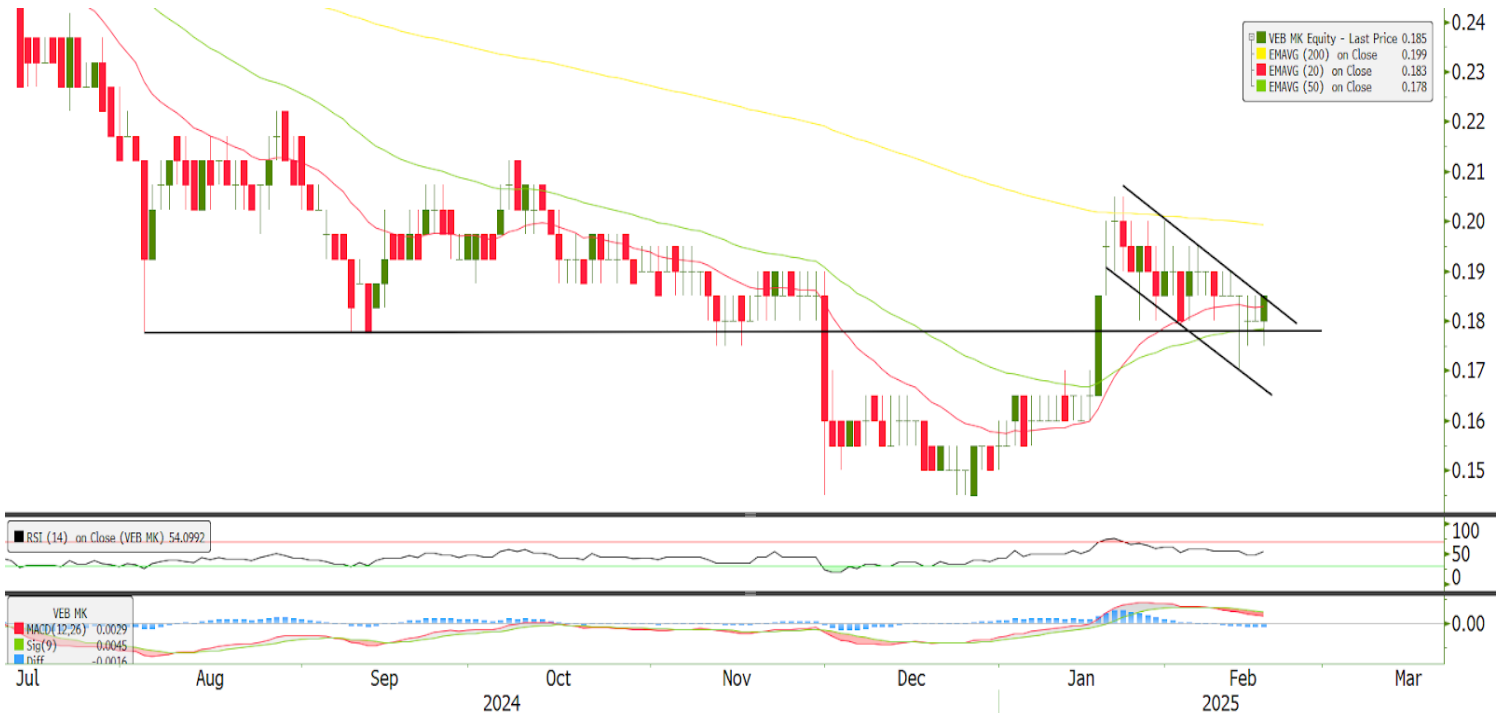 0.24
VEB MK Equity - Last Price 0.185
EMAVG (200) on Close 0.199
EMAVG (20) on Close 0.183
EMAVG (50) on Close 0.178
0.23
0.22
0.21
0.20
0.19
0.18
0.17
0.16
0.15
RSI (14) on Close (VEB MK) 54.0992
100
50
0
VEB MK
MACD(12,26) 0.0029
Sig(9) 0.0045
Diff -0.0016
0.00
Jul Aug Sep Oct Nov Dec Jan Feb Mar
2024 2025